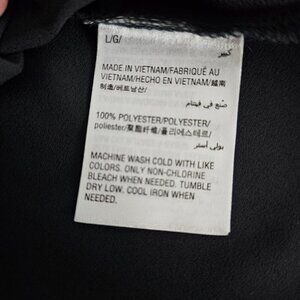 L/G/ كبير
MADE IN VIETNAM/FABRIQUÉ AU
VIETNAM/HECHO EN VIETNAM/越南
制造/베트남산/
صنع في فيتنام
100% POLYESTER/POLYESTER/
poliester/聚酯纤维/폴리에스테르/
بولي أستر
MACHINE WASH COLD WITH LIKE
COLORS. ONLY NON-CHLORINE
BLEACH WHEN NEEDED. TUMBLE
DRY LOW. COOL IRON WHEN
NEEDED.